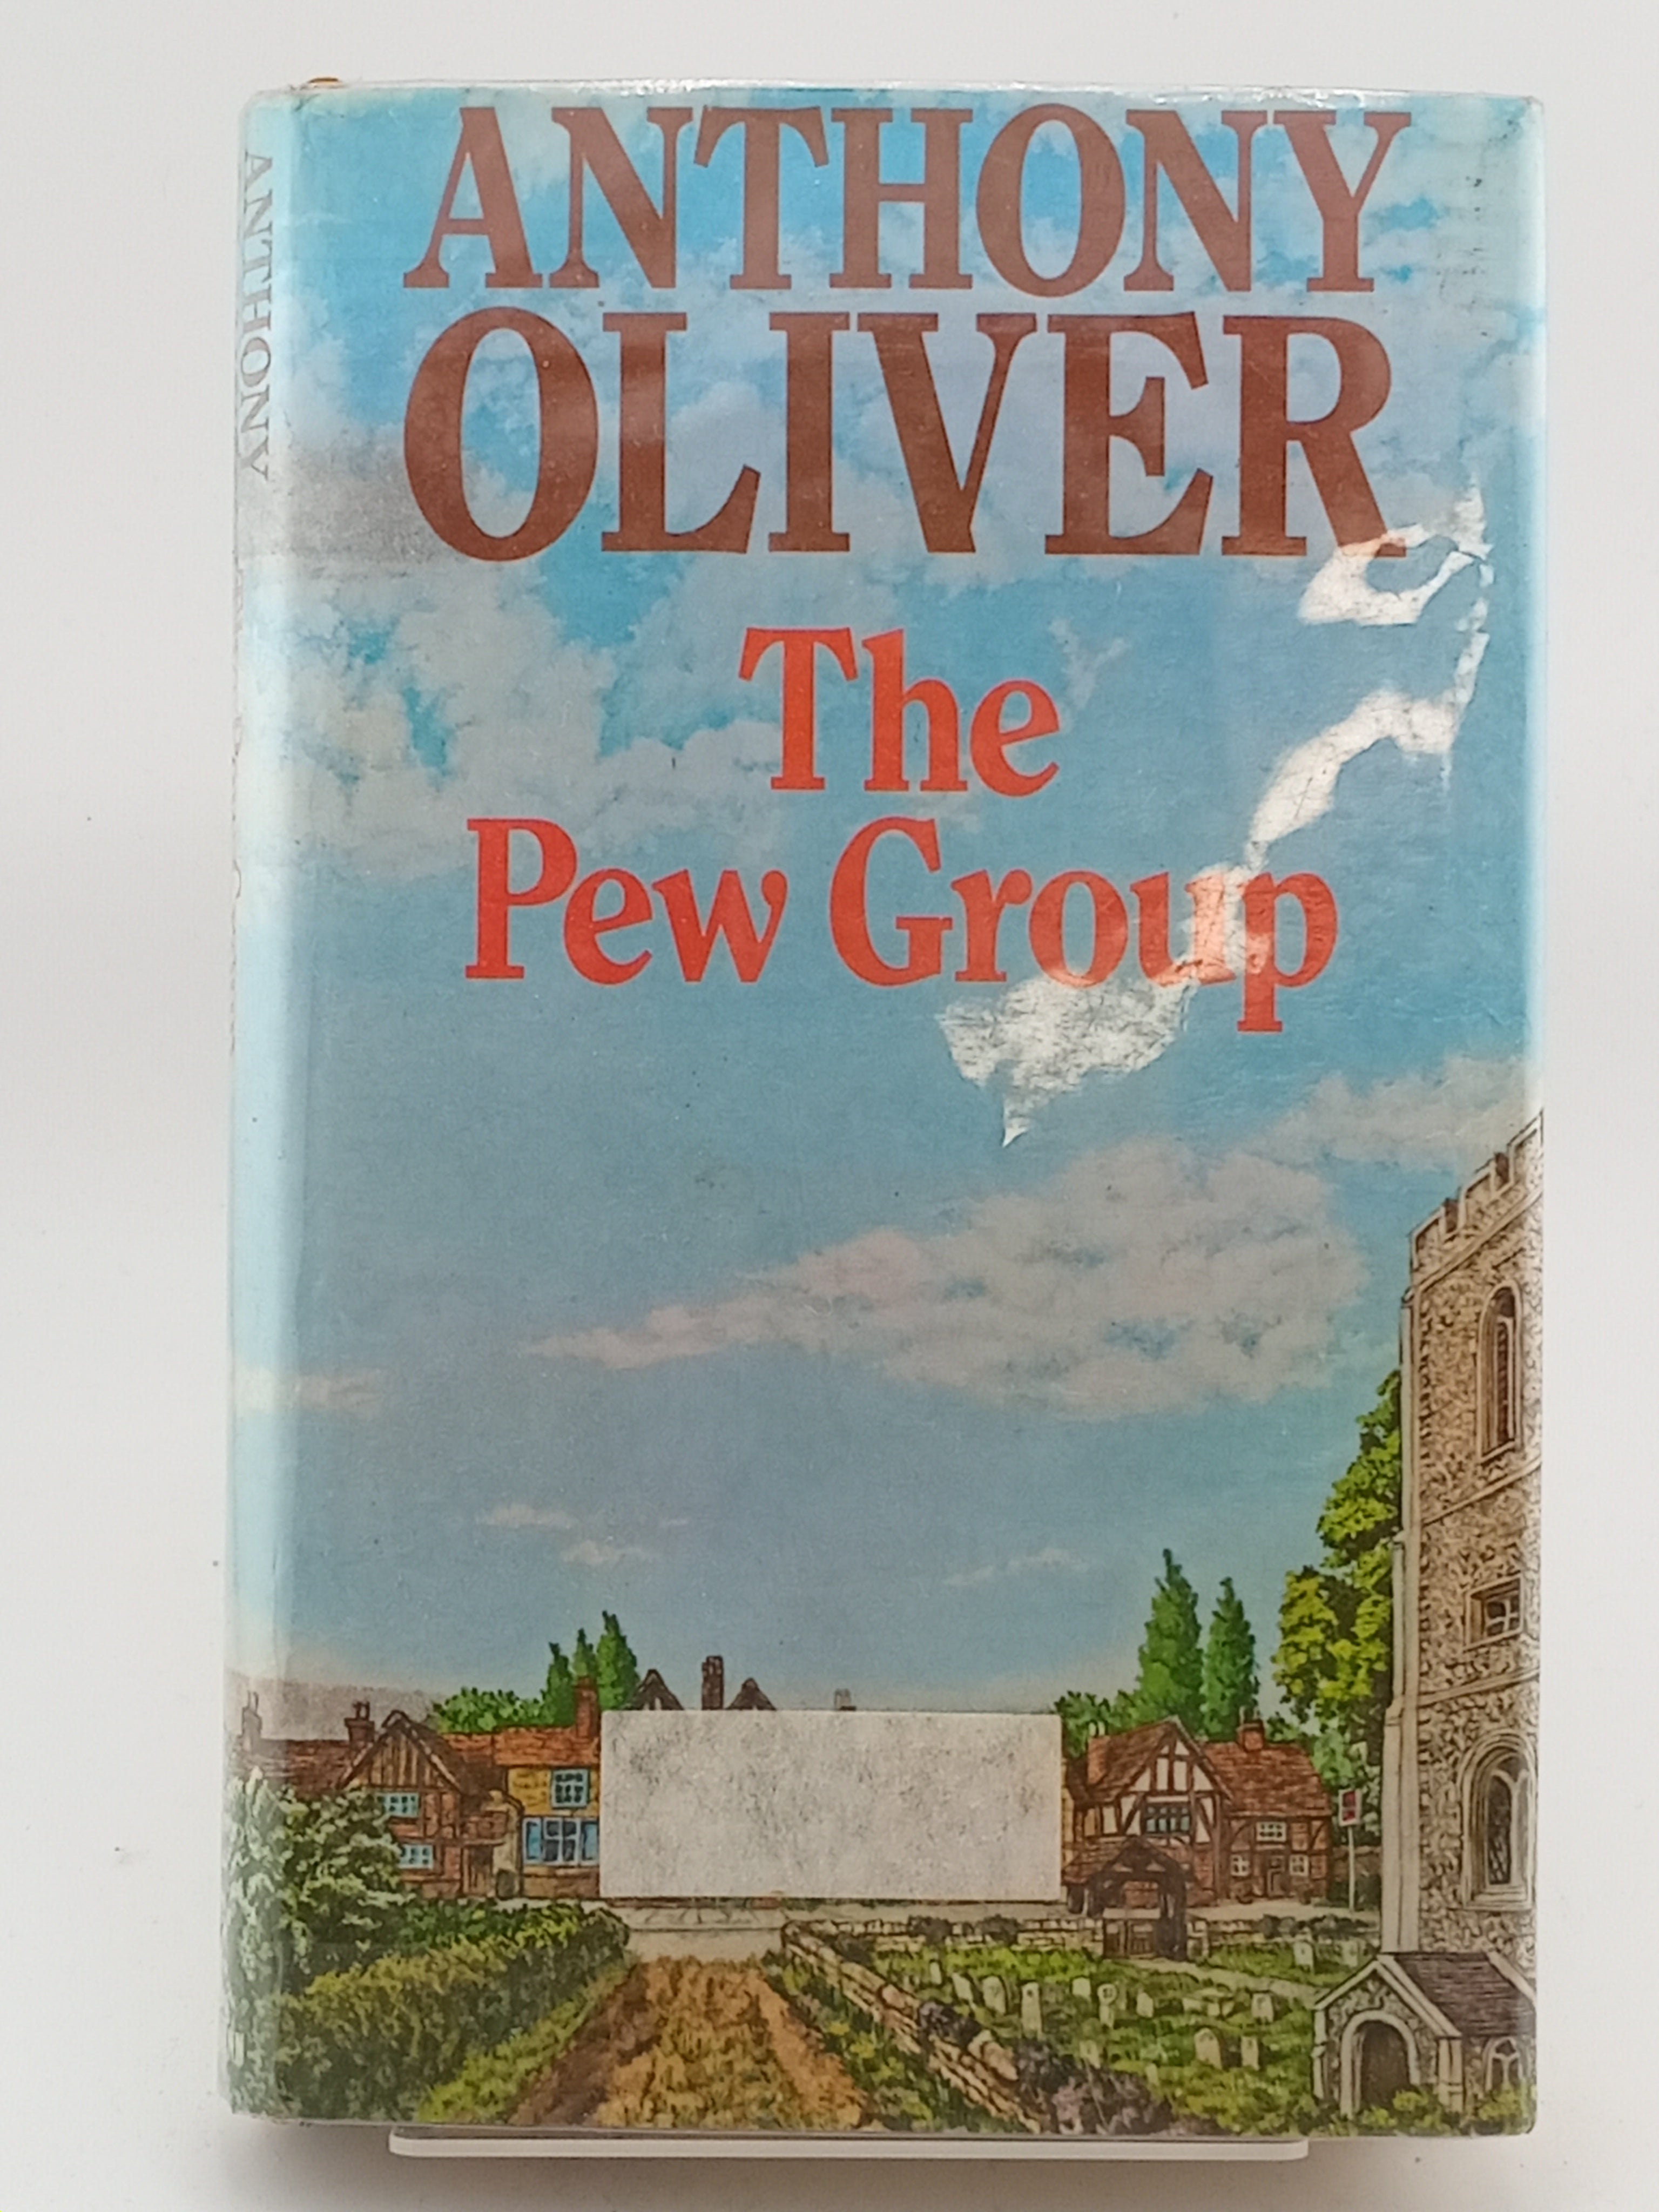 ANTHONY
OLIVER
The
Pew Group
ANTHONY